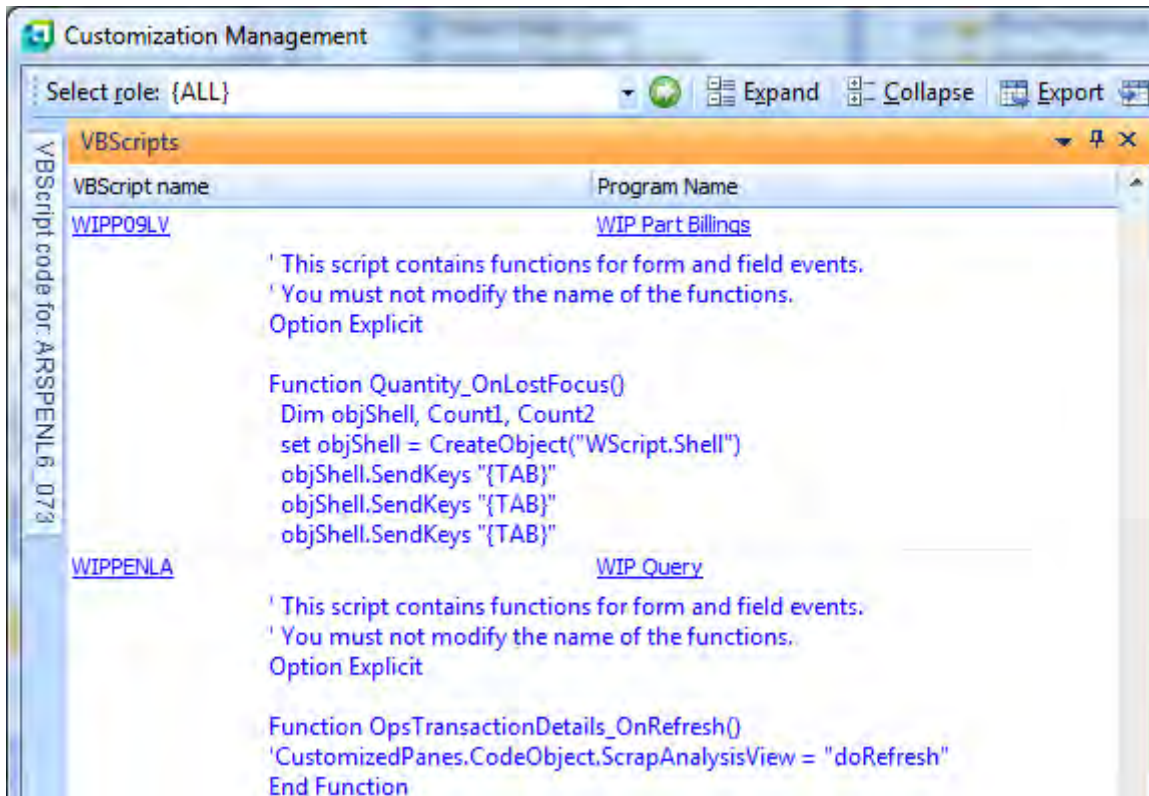 Customization Management
Select role: {ALL} Expand Collapse Export
VBScript code for: ARSPENL6_073
VBScripts
VBScript name Program Name
WIPP09LV WIP Part Billings
' This script contains functions for form and field events.
' You must not modify the name of the functions.
Option Explicit
Function Quantity_OnLostFocus()
Dim objShell, Count1, Count2
set objShell = CreateObject("WScript.Shell")
objShell.SendKeys "{TAB}"
objShell.SendKeys "{TAB}"
objShell.SendKeys "{TAB}"
WIPPENLA WIP Query
' This script contains functions for form and field events.
' You must not modify the name of the functions.
Option Explicit
Function OpsTransactionDetails_OnRefresh()
'CustomizedPanes.CodeObject.ScrapAnalysisView = "doRefresh"
End Function